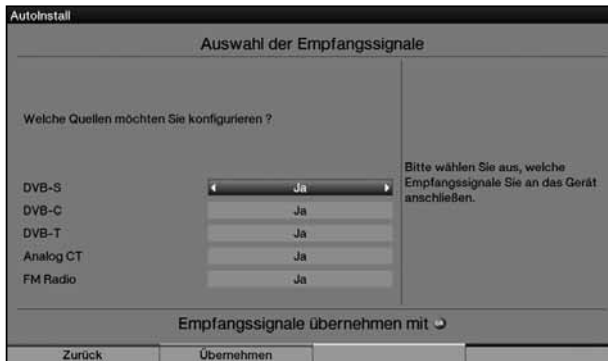 AutoInstall
Auswahl der Empfangssignale
Welche Quellen möchten Sie konfigurieren ?
DVB-S Ja
DVB-C Ja
DVB-T Ja
Analog CT Ja
FM Radio Ja
Bitte wählen Sie aus, welche
Empfangssignale Sie an das Gerät
anschließen.
Empfangssignale übernehmen mit
Zurück Übernehmen